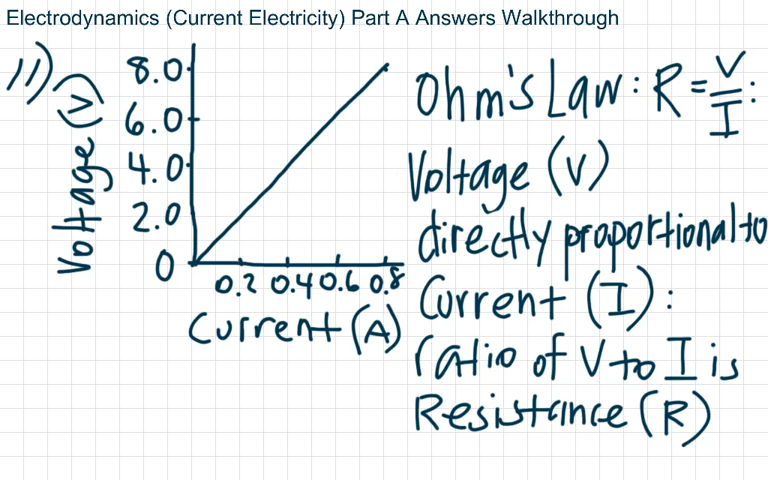 Electrodynamics (Current Electricity) Part A Answers Walkthrough
11)
Voltage (V)
8.0
6.0
4.0
2.0
0
0.2 0.4 0.6 0.8
Current (A)
Ohm's Law: R = V/I:
Voltage (V)
directly proportional to
Current (I):
ratio of V to I is
Resistance (R)